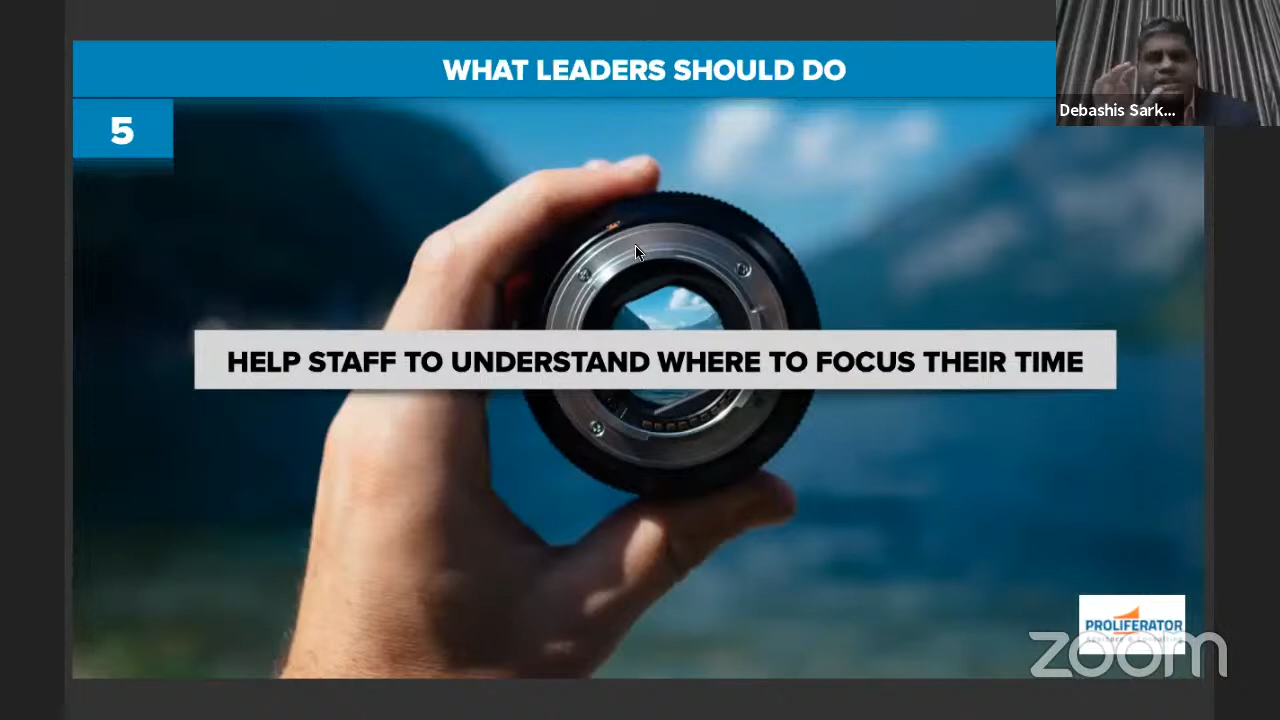 WHAT LEADERS SHOULD DO
Debashis Sark...
5
HELP STAFF TO UNDERSTAND WHERE TO FOCUS THEIR TIME
PROLIFERATOR
zoom